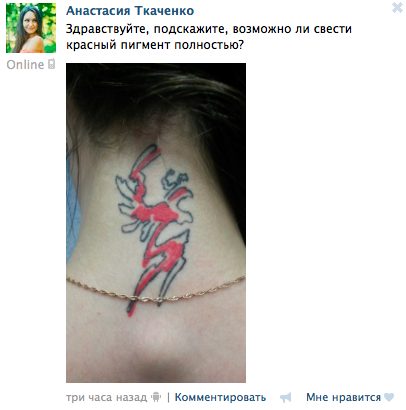 Анастасия Ткаченко
Здравствуйте, подскажите, возможно ли свести
красный пигмент полностью?
Online
три часа назад | Комментировать Мне нравится